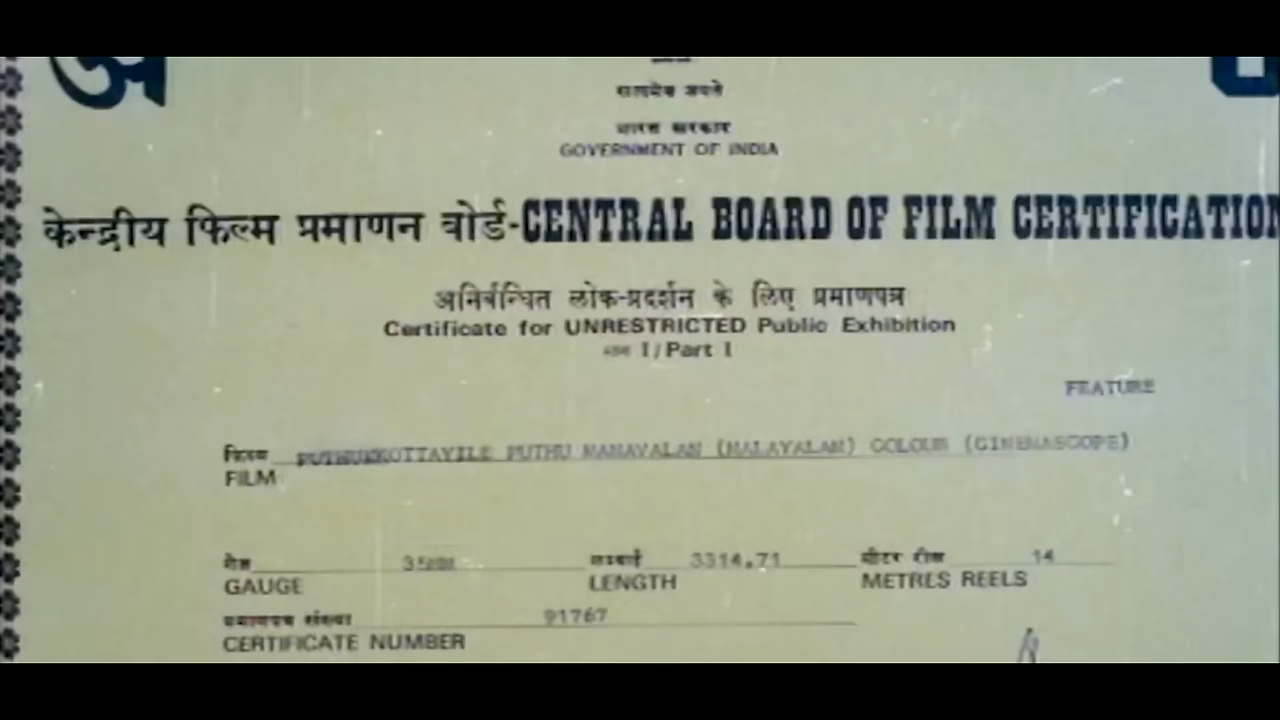 अ U
सत्यमेव जयते
भारत सरकार
GOVERNMENT OF INDIA
केन्द्रीय फिल्म प्रमाणन बोर्ड-CENTRAL BOARD OF FILM CERTIFICATION
अनिर्बन्धित लोक-प्रदर्शन के लिए प्रमाणपत्र
Certificate for UNRESTRICTED Public Exhibition
भाग I/Part I
FEATURE
फिल्म PUTHUKKOTTAYILE PUTHU MANAVALAN (MALAYALAM) COLOUR (CINEMASCOPE)
FILM
गेज 35MM लम्बाई 3314.71 मीटर रील 14
GAUGE LENGTH METRES REELS
प्रमाणपत्र संख्या 91767
CERTIFICATE NUMBER